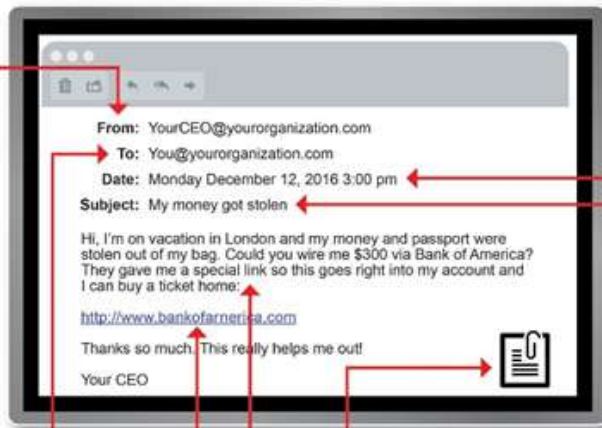 From: YourCEO@yourorganization.com
To: You@yourorganization.com
Date: Monday December 12, 2016 3:00 pm
Subject: My money got stolen
Hi, I'm on vacation in London and my money and passport were
stolen out of my bag. Could you wire me $300 via Bank of America?
They gave me a special link so this goes right into my account and
I can buy a ticket home:
http://www.bankofarnerica.com
Thanks so much. This really helps me out!
Your CEO